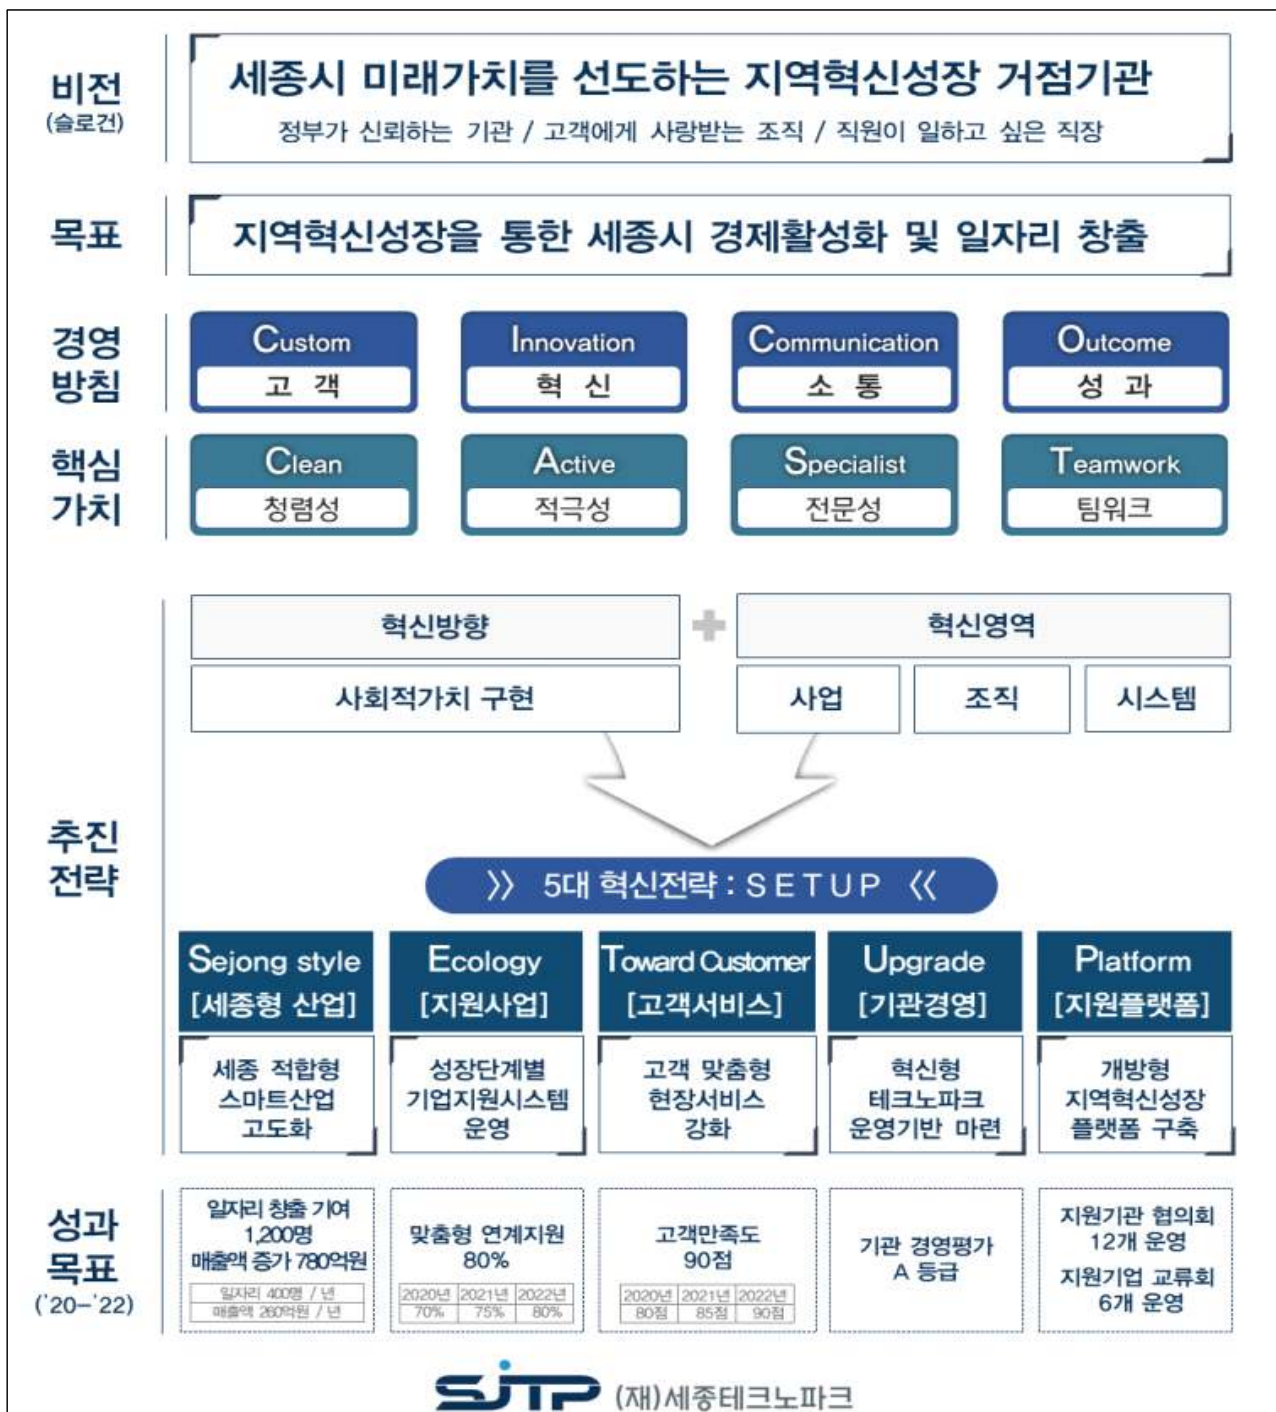 비전
(슬로건)
세종시 미래가치를 선도하는 지역혁신성장 거점기관
정부가 신뢰하는 기관 / 고객에게 사랑받는 조직 / 직원이 일하고 싶은 직장
목표
지역혁신성장을 통한 세종시 경제활성화 및 일자리 창출
경영
방침
Custom
고 객
Innovation
혁 신
Communication
소 통
Outcome
성 과
핵심
가치
Clean
청렴성
Active
적극성
Specialist
전문성
Teamwork
팀워크
추진
전략
혁신방향
사회적가치 구현
혁신영역
사업
조직
시스템
5대 혁신전략 : S E T U P
Sejong style
[세종형 산업]
세종 적합형
스마트산업
고도화
Ecology
[지원사업]
성장단계별
기업지원시스템
운영
Toward Customer
[고객서비스]
고객 맞춤형
현장서비스
강화
Upgrade
[기관경영]
혁신형
테크노파크
운영기반 마련
Platform
[지원플랫폼]
개방형
지역혁신성장
플랫폼 구축
성과
목표
('20-'22)
일자리 창출 기여
1,200명
매출액 증가 780억원
일자리 400명 / 년
매출액 260억원 / 년
맞춤형 연계지원
80%
2020년 2021년 2022년
70% 75% 80%
고객만족도
90점
2020년 2021년 2022년
80점 85점 90점
기관 경영평가
A 등급
지원기관 협의회
12개 운영
지원기업 교류회
6개 운영
SJTP (재)세종테크노파크